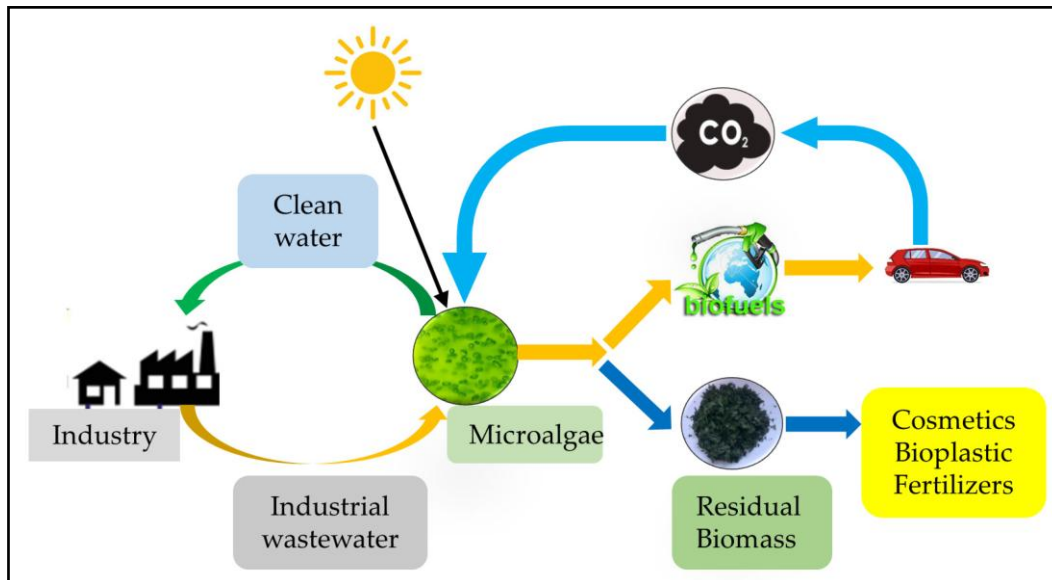 CO₂
Clean
water
biofuels
Industry
Microalgae
Cosmetics
Bioplastic
Fertilizers
Industrial
wastewater
Residual
Biomass